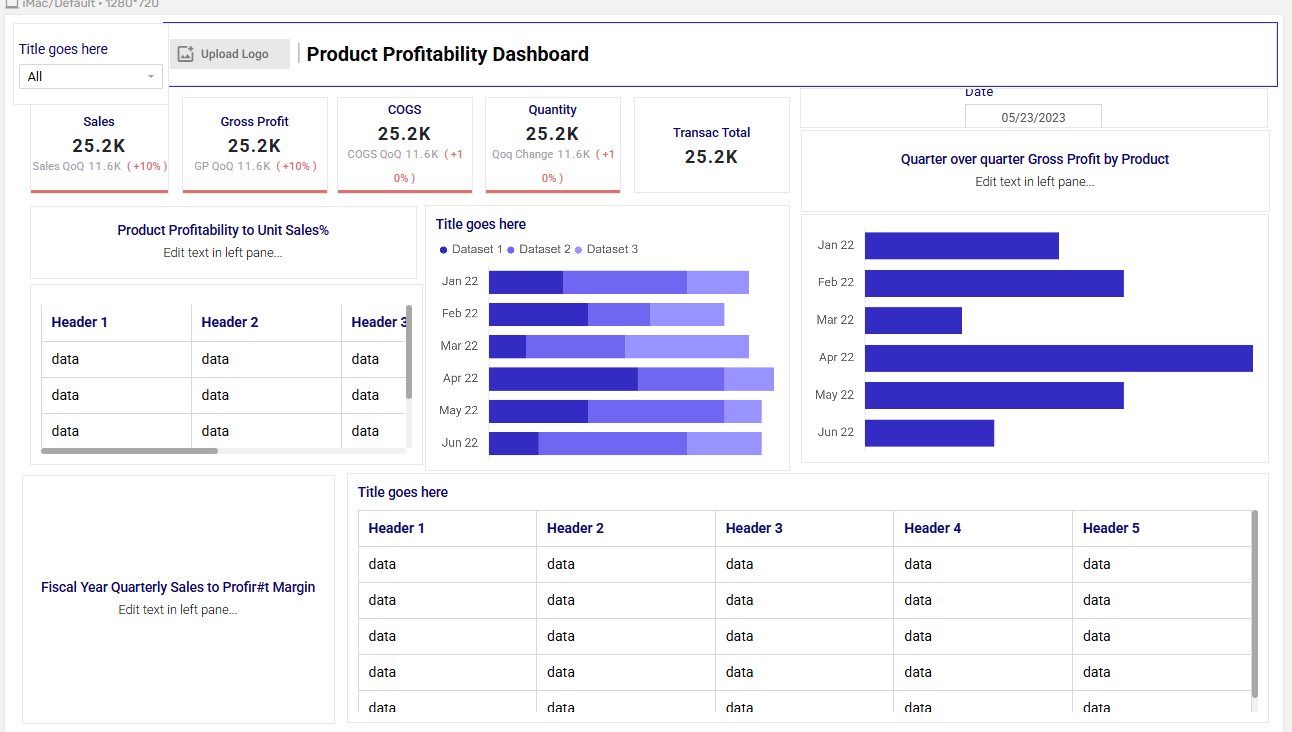 iMac/Default • 1280*720
Title goes here
All
Upload Logo
Product Profitability Dashboard
Date
05/23/2023
Sales
25.2K
Sales QoQ 11.6K ( +10% )
Gross Profit
25.2K
GP QoQ 11.6K ( +10% )
COGS
25.2K
COGS QoQ 11.6K ( +1
0% )
Quantity
25.2K
Qoq Change 11.6K ( +1
0% )
Transac Total
25.2K
Quarter over quarter Gross Profit by Product
Edit text in left pane...
Product Profitability to Unit Sales%
Edit text in left pane...
Header 1 Header 2 Header 3
data data data
data data data
data data data
Title goes here
Dataset 1 Dataset 2 Dataset 3
Jan 22
Feb 22
Mar 22
Apr 22
May 22
Jun 22
Jan 22
Feb 22
Mar 22
Apr 22
May 22
Jun 22
Fiscal Year Quarterly Sales to Profir#t Margin
Edit text in left pane...
Title goes here
Header 1 Header 2 Header 3 Header 4 Header 5
data data data data data
data data data data data
data data data data data
data data data data data
data data data data data